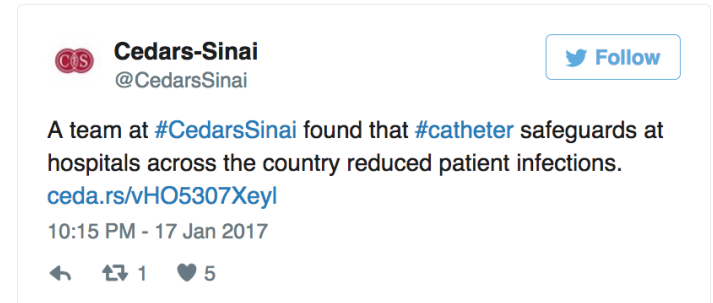 CS
Cedars-Sinai
@CedarsSinai
Follow
A team at #CedarsSinai found that #catheter safeguards at
hospitals across the country reduced patient infections.
ceda.rs/vHO5307Xeyl
10:15 PM - 17 Jan 2017
1 5